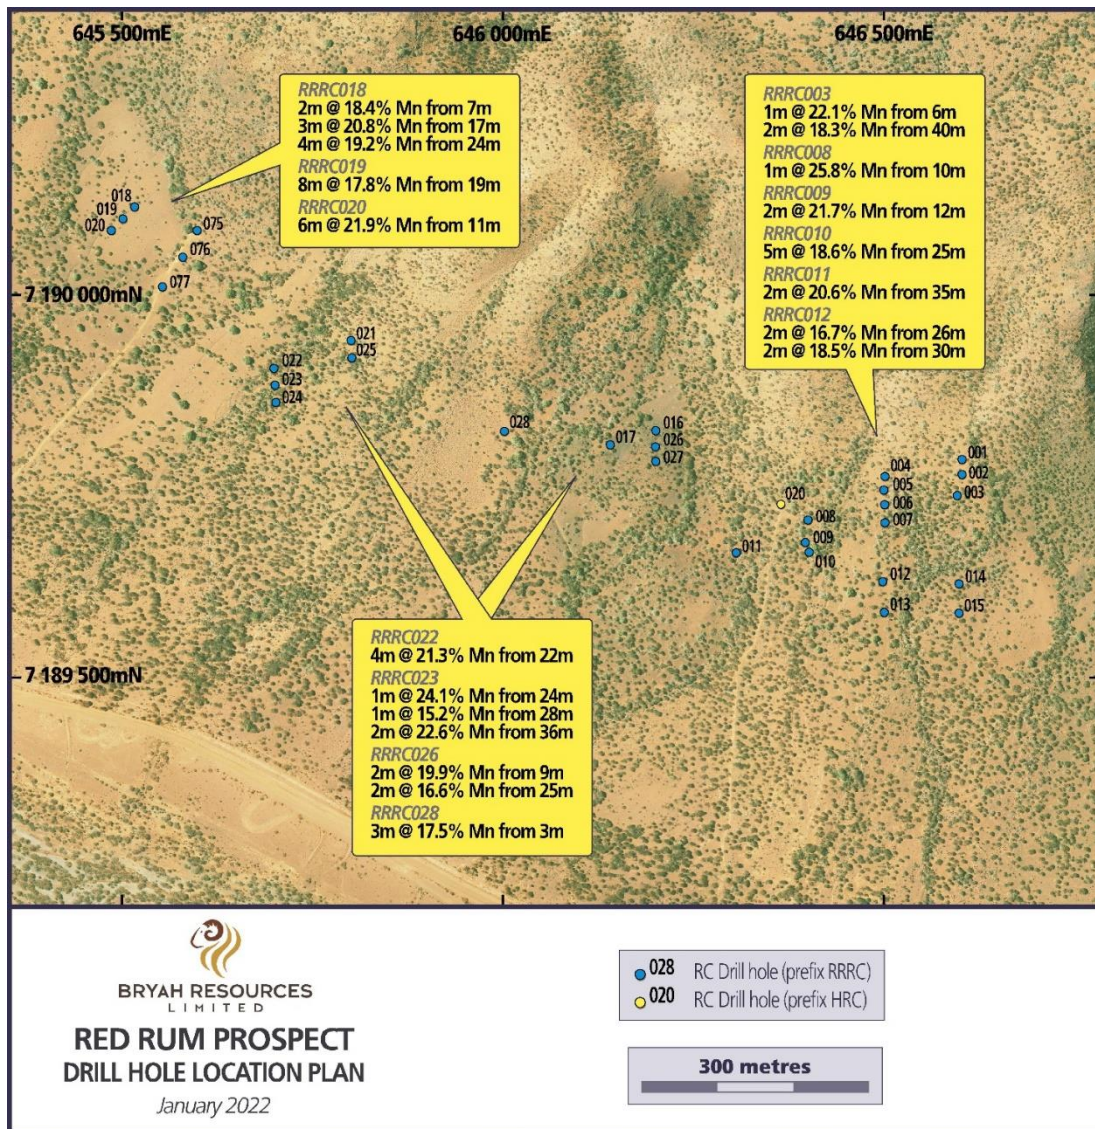 645 500mE
646 000mE
646 500mE
RRRC018
2m @ 18.4% Mn from 7m
3m @ 20.8% Mn from 17m
4m @ 19.2% Mn from 24m
RRRC019
8m @ 17.8% Mn from 19m
RRRC020
6m @ 21.9% Mn from 11m
RRRC003
1m @ 22.1% Mn from 6m
2m @ 18.3% Mn from 40m
RRRC008
1m @ 25.8% Mn from 10m
RRRC009
2m @ 21.7% Mn from 12m
RRRC010
5m @ 18.6% Mn from 25m
RRRC011
2m @ 20.6% Mn from 35m
RRRC012
2m @ 16.7% Mn from 26m
2m @ 18.5% Mn from 30m
018
019
020
075
076
077
7 190 000mN
021
025
022
023
024
028
017
016
026
027
020
008
009
010
011
004
005
006
007
001
002
003
012
013
014
015
RRRC022
4m @ 21.3% Mn from 22m
RRRC023
1m @ 24.1% Mn from 24m
1m @ 15.2% Mn from 28m
2m @ 22.6% Mn from 36m
RRRC026
2m @ 19.9% Mn from 9m
2m @ 16.6% Mn from 25m
RRRC028
3m @ 17.5% Mn from 3m
7 189 500mN
BRYAH RESOURCES
LIMITED
RED RUM PROSPECT
DRILL HOLE LOCATION PLAN
January 2022
028 RC Drill hole (prefix RRRC)
020 RC Drill hole (prefix HRC)
300 metres